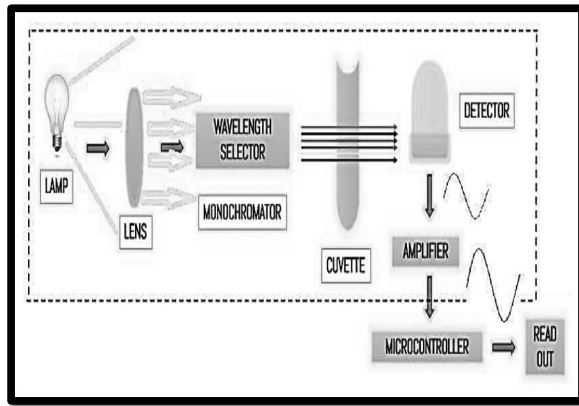 LAMP
LENS
WAVELENGTH
SELECTOR
MONOCHROMATOR
CUVETTE
DETECTOR
AMPLIFIER
MICROCONTROLLER
READ
OUT